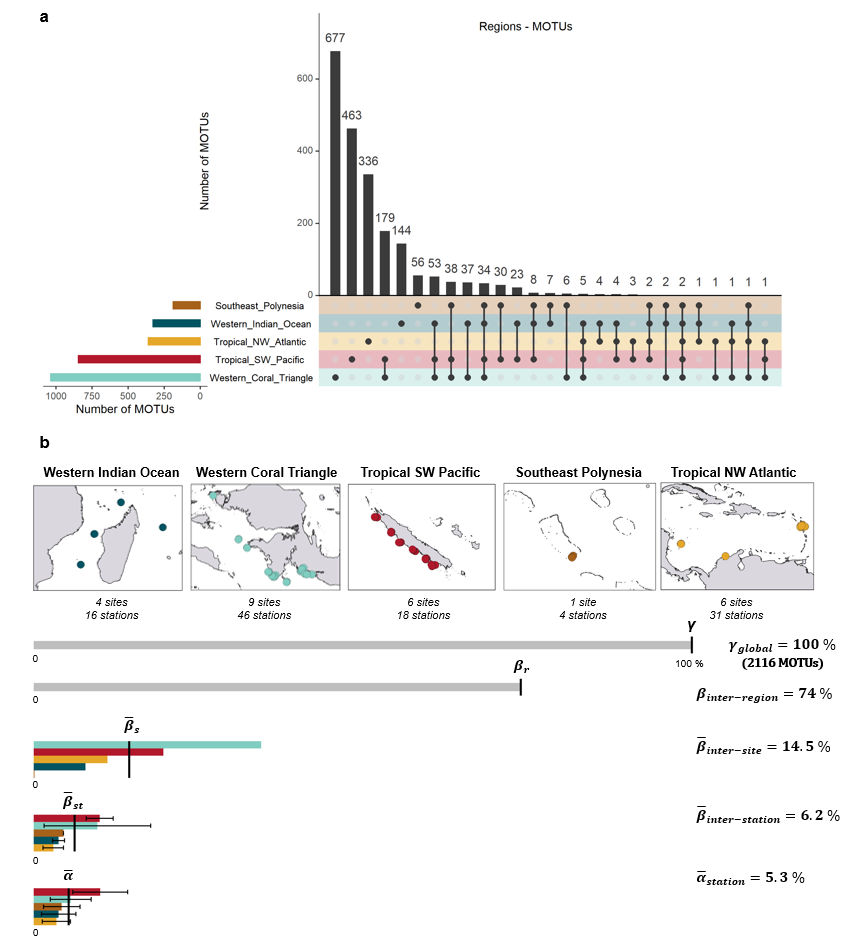 a
Regions - MOTUs
Number of MOTUs
600
400
200
0
677
463
336
179
144
56
53
38
37
34
30
23
8
7
6
5
4
4
3
2
2
2
1
1
1
1
1
Southeast_Polynesia
Western_Indian_Ocean
Tropical_NW_Atlantic
Tropical_SW_Pacific
Western_Coral_Triangle
1000 750 500 250 0
Number of MOTUs
b
Western Indian Ocean
Western Coral Triangle
Tropical SW Pacific
Southeast Polynesia
Tropical NW Atlantic
4 sites
16 stations
9 sites
46 stations
6 sites
18 stations
1 site
4 stations
6 sites
31 stations
γ
0
100 %
γglobal = 100 %
(2116 MOTUs)
βr
0
βinter−region = 74 %
β̅s
0
β̅inter−site = 14.5 %
β̅st
0
β̅inter−station = 6.2 %
α̅
0
α̅station = 5.3 %